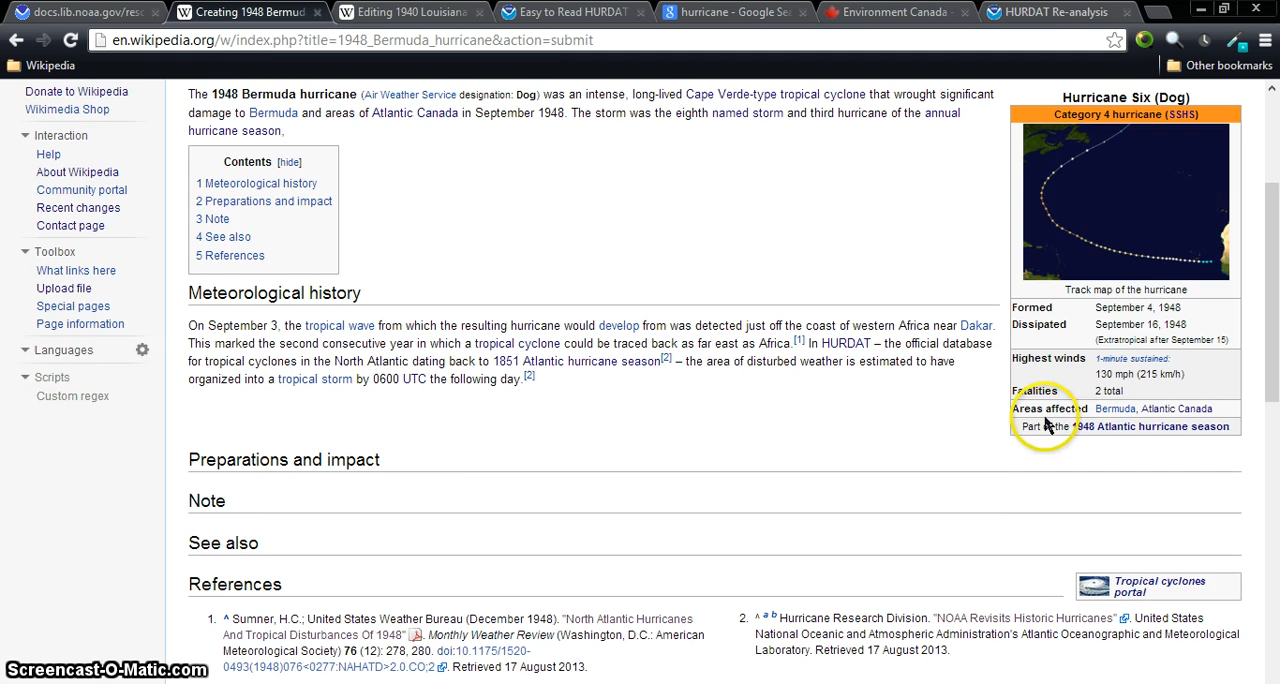 docs.lib.noaa.gov/res
Creating 1948 Bermud
Editing 1940 Louisiana
Easy to Read HURDAT
hurricane - Google Sea
Environment Canada -
HURDAT Re-analysis
en.wikipedia.org/w/index.php?title=1948_Bermuda_hurricane&action=submit
Wikipedia
Other bookmarks
Donate to Wikipedia
Wikimedia Shop
Interaction
Help
About Wikipedia
Community portal
Recent changes
Contact page
Toolbox
What links here
Upload file
Special pages
Page information
Languages
Scripts
Custom regex
The 1948 Bermuda hurricane (Air Weather Service designation: Dog) was an intense, long-lived Cape Verde-type tropical cyclone that wrought significant
damage to Bermuda and areas of Atlantic Canada in September 1948. The storm was the eighth named storm and third hurricane of the annual
hurricane season,
Contents [hide]
1 Meteorological history
2 Preparations and impact
3 Note
4 See also
5 References
Meteorological history
On September 3, the tropical wave from which the resulting hurricane would develop from was detected just off the coast of western Africa near Dakar.
This marked the second consecutive year in which a tropical cyclone could be traced back as far east as Africa.[1] In HURDAT – the official database
for tropical cyclones in the North Atlantic dating back to 1851 Atlantic hurricane season[2] – the area of disturbed weather is estimated to have
organized into a tropical storm by 0600 UTC the following day.[2]
Hurricane Six (Dog)
Category 4 hurricane (SSHS)
Track map of the hurricane
Formed September 4, 1948
Dissipated September 16, 1948
(Extratropical after September 15)
Highest winds 1-minute sustained:
130 mph (215 km/h)
Fatalities 2 total
Areas affected Bermuda, Atlantic Canada
Part of the 1948 Atlantic hurricane season
Preparations and impact
Note
See also
References
Tropical cyclones
portal
1. ^ Sumner, H.C.; United States Weather Bureau (December 1948). "North Atlantic Hurricanes
And Tropical Disturbances Of 1948" Monthly Weather Review (Washington, D.C.: American
Meteorological Society) 76 (12): 278, 280. doi:10.1175/1520-
0493(1948)076<0277:NAHATD>2.0.CO;2 Retrieved 17 August 2013.
2. ^ a b Hurricane Research Division. "NOAA Revisits Historic Hurricanes" United States
National Oceanic and Atmospheric Administration's Atlantic Oceanographic and Meteorological
Laboratory. Retrieved 17 August 2013.
Screencast-O-Matic.com